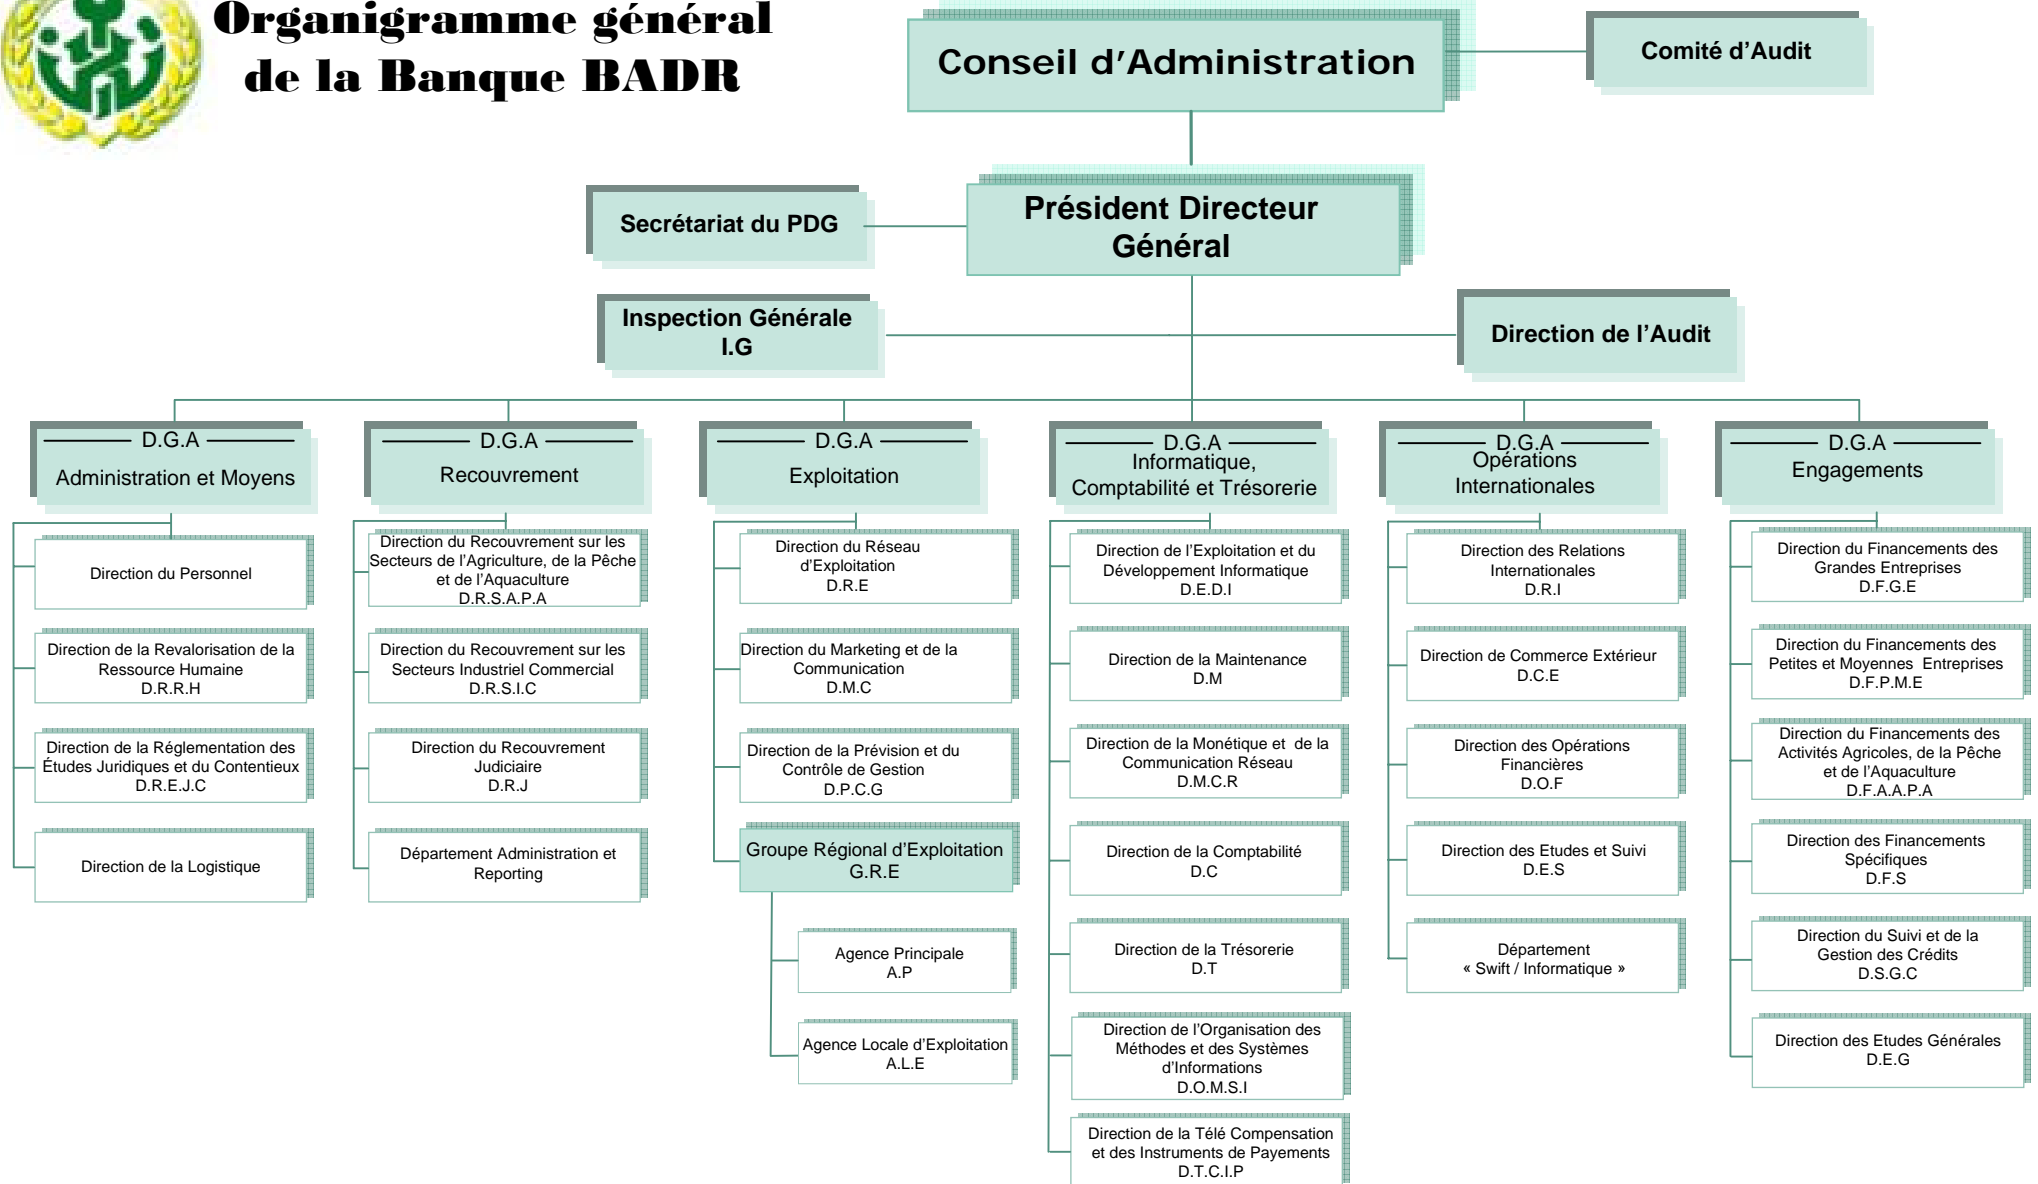 Organigramme général
de la Banque BADR
Conseil d'Administration
Comité d'Audit
Président Directeur
Général
Secrétariat du PDG
Inspection Générale
I.G
Direction de l'Audit
D.G.A
Administration et Moyens
Direction du Personnel
Direction de la Revalorisation de la
Ressource Humaine
D.R.R.H
Direction de la Réglementation des
Études Juridiques et du Contentieux
D.R.E.J.C
Direction de la Logistique
D.G.A
Recouvrement
Direction du Recouvrement sur les
Secteurs de l'Agriculture, de la Pêche
et de l'Aquaculture
D.R.S.A.P.A
Direction du Recouvrement sur les
Secteurs Industriel Commercial
D.R.S.I.C
Direction du Recouvrement
Judiciaire
D.R.J
Département Administration et
Reporting
D.G.A
Exploitation
Direction du Réseau
d'Exploitation
D.R.E
Direction du Marketing et de la
Communication
D.M.C
Direction de la Prévision et du
Contrôle de Gestion
D.P.C.G
Groupe Régional d'Exploitation
G.R.E
Agence Principale
A.P
Agence Locale d'Exploitation
A.L.E
D.G.A
Informatique,
Comptabilité et Trésorerie
Direction de l'Exploitation et du
Développement Informatique
D.E.D.I
Direction de la Maintenance
D.M
Direction de la Monétique et de la
Communication Réseau
D.M.C.R
Direction de la Comptabilité
D.C
Direction de la Trésorerie
D.T
Direction de l'Organisation des
Méthodes et des Systèmes
d'Informations
D.O.M.S.I
Direction de la Télé Compensation
et des Instruments de Payements
D.T.C.I.P
D.G.A
Opérations
Internationales
Direction des Relations
Internationales
D.R.I
Direction de Commerce Extérieur
D.C.E
Direction des Opérations
Financières
D.O.F
Direction des Etudes et Suivi
D.E.S
Département
« Swift / Informatique »
D.G.A
Engagements
Direction du Financements des
Grandes Entreprises
D.F.G.E
Direction du Financements des
Petites et Moyennes Entreprises
D.F.P.M.E
Direction du Financements des
Activités Agricoles, de la Pêche
et de l'Aquaculture
D.F.A.A.P.A
Direction des Financements
Spécifiques
D.F.S
Direction du Suivi et de la
Gestion des Crédits
D.S.G.C
Direction des Etudes Générales
D.E.G